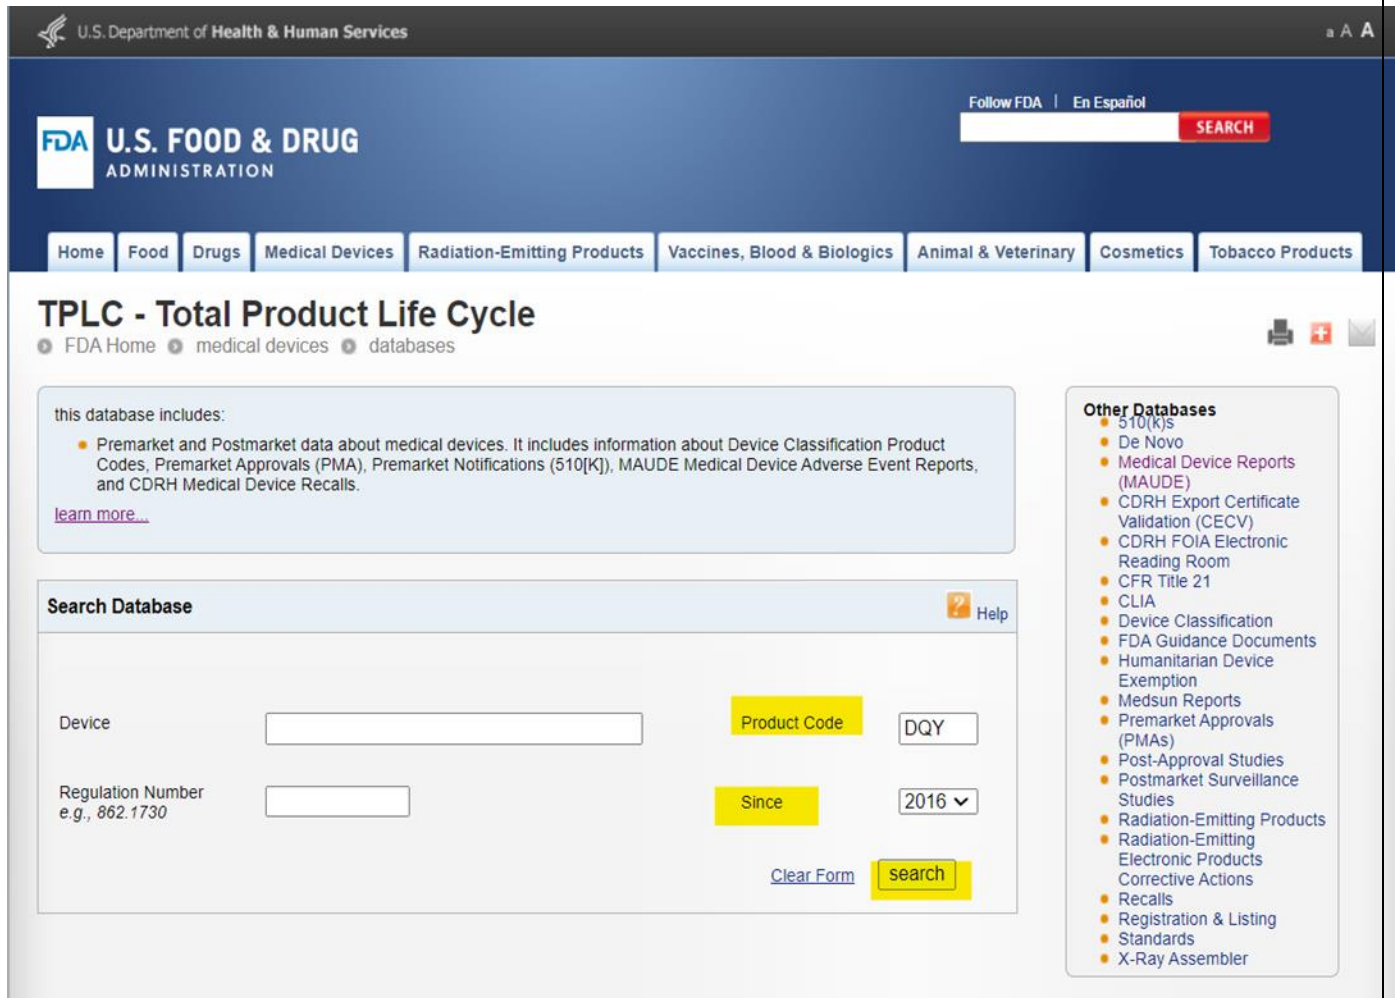 U.S. Department of Health & Human Services
a A A
Follow FDA | En Español
SEARCH
FDA U.S. FOOD & DRUG
ADMINISTRATION
Home Food Drugs Medical Devices Radiation-Emitting Products Vaccines, Blood & Biologics Animal & Veterinary Cosmetics Tobacco Products
TPLC - Total Product Life Cycle
FDA Home medical devices databases
this database includes:
Premarket and Postmarket data about medical devices. It includes information about Device Classification Product
Codes, Premarket Approvals (PMA), Premarket Notifications (510[K]), MAUDE Medical Device Adverse Event Reports,
and CDRH Medical Device Recalls.
learn more...
Search Database
Help
Device
Product Code
DQY
Regulation Number
e.g., 862.1730
Since
2016
Clear Form
search
Other Databases
510(k)s
De Novo
Medical Device Reports
(MAUDE)
CDRH Export Certificate
Validation (CECV)
CDRH FOIA Electronic
Reading Room
CFR Title 21
CLIA
Device Classification
FDA Guidance Documents
Humanitarian Device
Exemption
Medsun Reports
Premarket Approvals
(PMAs)
Post-Approval Studies
Postmarket Surveillance
Studies
Radiation-Emitting Products
Radiation-Emitting
Electronic Products
Corrective Actions
Recalls
Registration & Listing
Standards
X-Ray Assembler